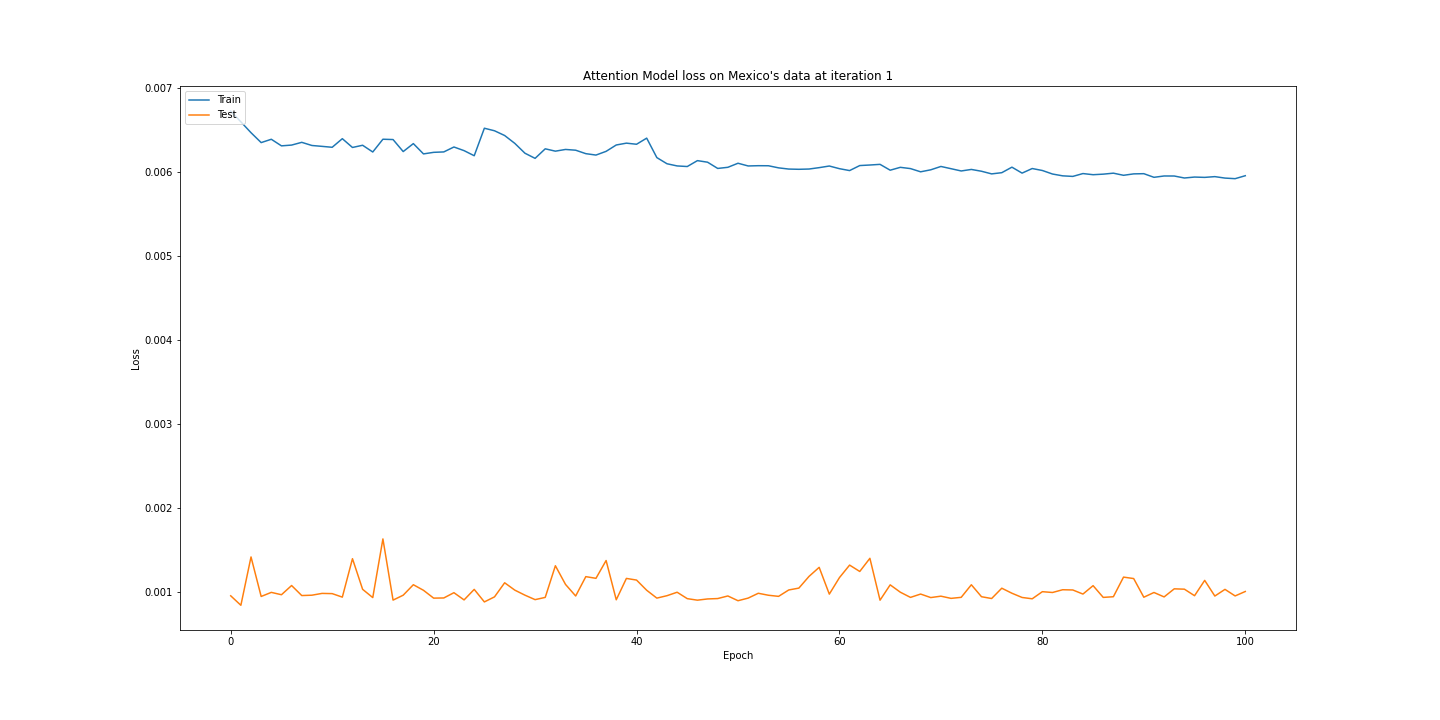 Attention Model loss on Mexico's data at iteration 1
0.007
0.006
0.005
0.004
0.003
0.002
0.001
Loss
Train
Test
0 20 40 60 80 100
Epoch